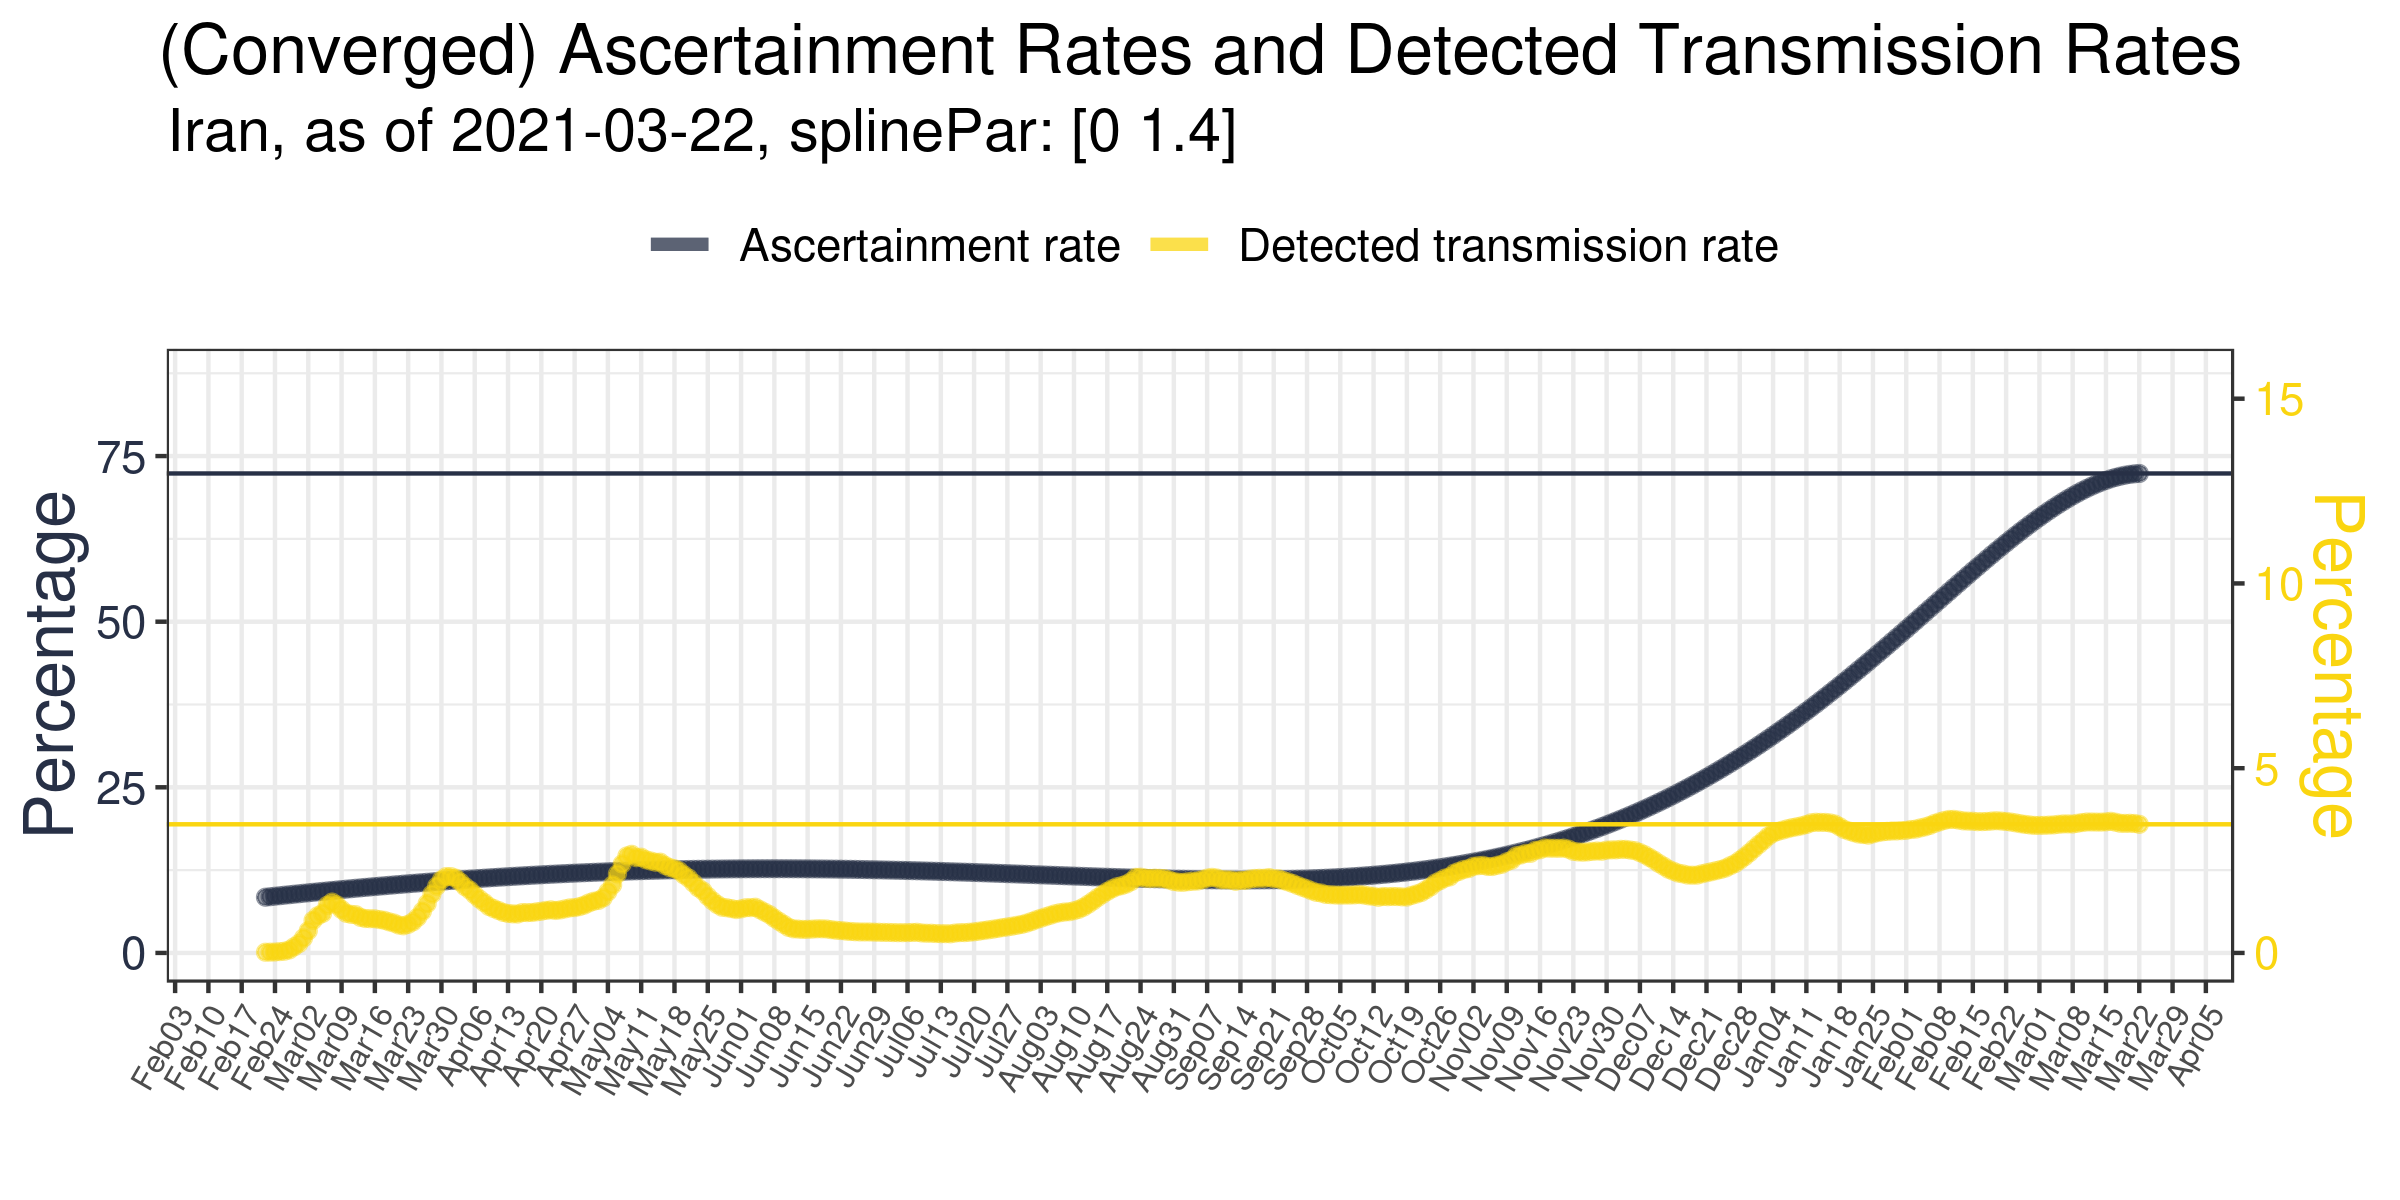 (Converged) Ascertainment Rates and Detected Transmission Rates
Iran, as of 2021-03-22, splinePar: [0 1.4]
Ascertainment rate Detected transmission rate
Percentage
75
50
25
0
15
10
5
0
Percentage
Feb03 Feb10 Feb17 Feb24 Mar02 Mar09 Mar16 Mar23 Mar30 Apr06 Apr13 Apr20 Apr27 May04 May11 May18 May25 Jun01 Jun08 Jun15 Jun22 Jun29 Jul06 Jul13 Jul20 Jul27 Aug03 Aug10 Aug17 Aug24 Aug31 Sep07 Sep14 Sep21 Sep28 Oct05 Oct12 Oct19 Oct26 Nov02 Nov09 Nov16 Nov23 Nov30 Dec07 Dec14 Dec21 Dec28 Jan04 Jan11 Jan18 Jan25 Feb01 Feb08 Feb15 Feb22 Mar01 Mar08 Mar15 Mar22 Mar29 Apr05